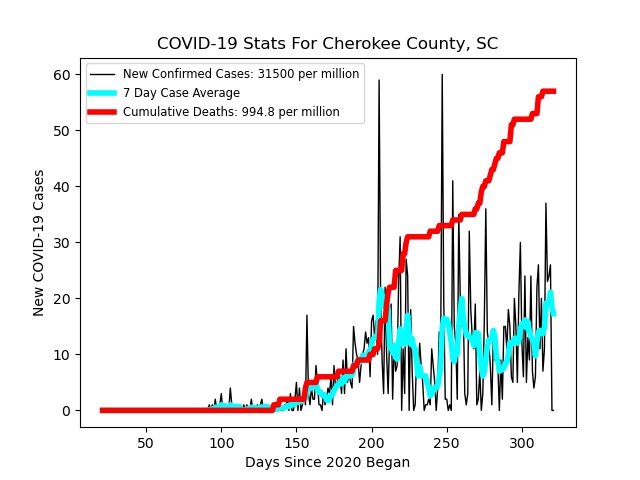 COVID-19 Stats For Cherokee County, SC
New Confirmed Cases: 31500 per million
7 Day Case Average
Cumulative Deaths: 994.8 per million
New COVID-19 Cases
60
50
40
30
20
10
0
50 100 150 200 250 300
Days Since 2020 Began